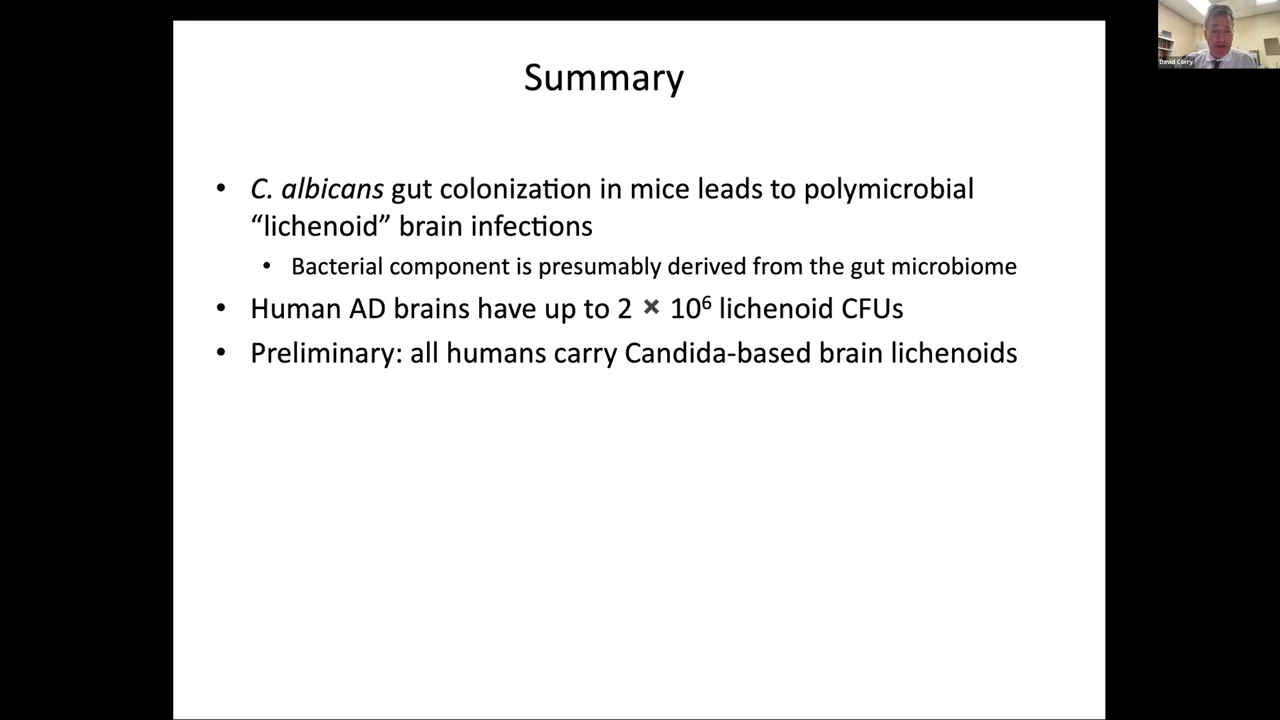 David Corry
Summary
• C. albicans gut colonization in mice leads to polymicrobial
“lichenoid” brain infections
• Bacterial component is presumably derived from the gut microbiome
• Human AD brains have up to 2 × 10⁶ lichenoid CFUs
• Preliminary: all humans carry Candida-based brain lichenoids